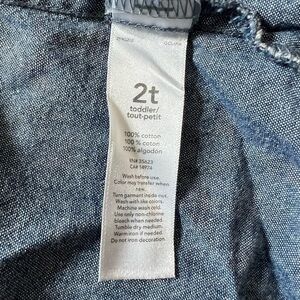 2t
toddler/
tout-petit
100% cotton
100 % coton
100% algodón
RN# 35623
CA# 18976
Wash before use.
Color may transfer when new.
Turn garment inside out.
Wash with like colors.
Machine wash cold.
Use only non-chlorine
bleach when needed.
Tumble dry medium.
Warm iron if needed.
Do not iron decoration.